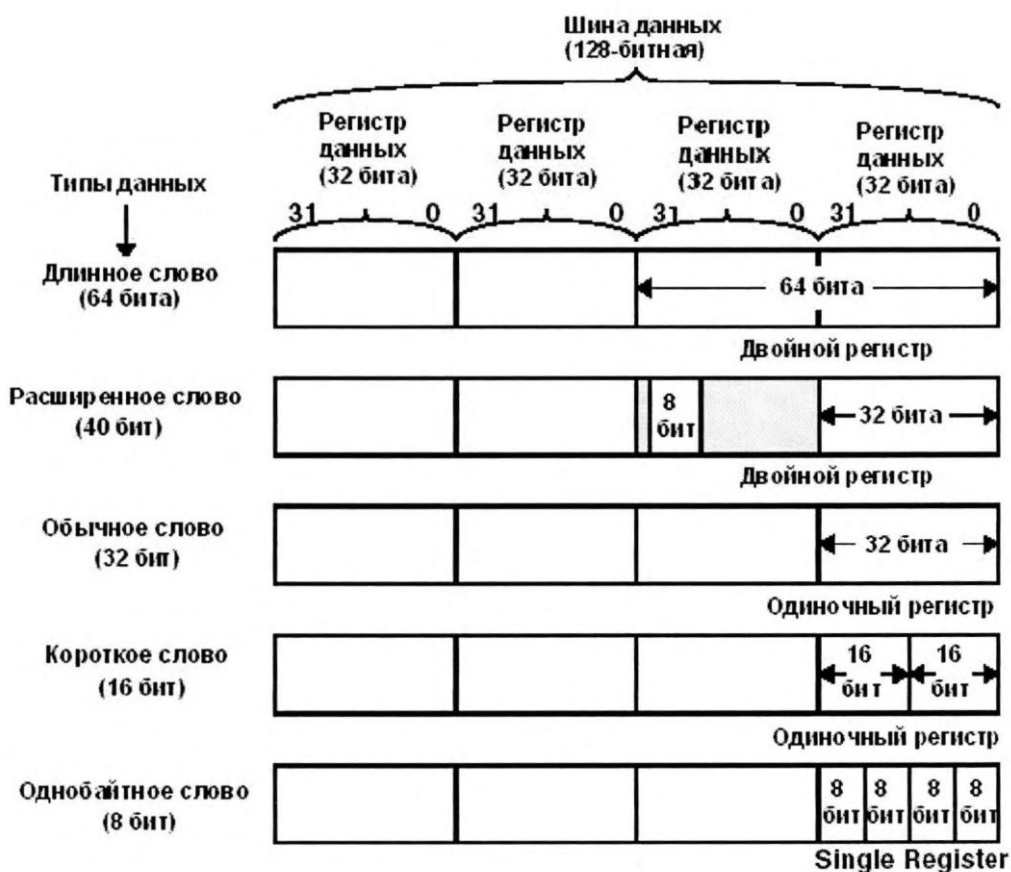 Шина данных
(128-битная)
Регистр данных (32 бита)
Регистр данных (32 бита)
Регистр данных (32 бита)
Регистр данных (32 бита)
Типы данных
31 0 31 0 31 0 31 0
Длинное слово
(64 бита)
64 бита
Двойной регистр
Расширенное слово
(40 бит)
8
бит
32 бита
Двойной регистр
Обычное слово
(32 бит)
32 бита
Одиночный регистр
Короткое слово
(16 бит)
16 16
бит бит
Одиночный регистр
Однобайтное слово
(8 бит)
8 8 8 8
бит бит бит бит
Single Register